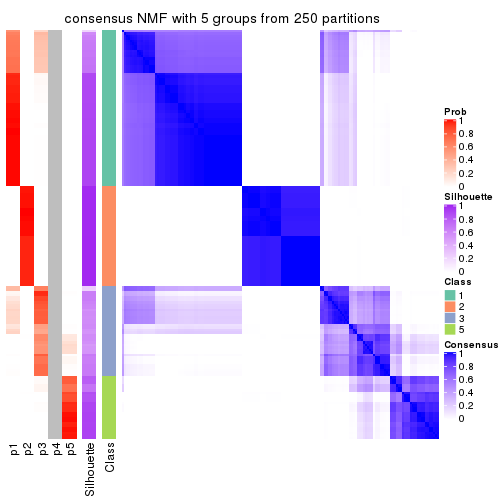 consensus NMF with 5 groups from 250 partitions
Prob
1
0.8
0.6
0.4
0.2
0
Silhouette
1
0.8
0.6
0.4
0.2
0
Class
1
2
3
5
Consensus
1
0.8
0.6
0.4
0.2
0
p1
p2
p3
p4
p5
Silhouette
Class